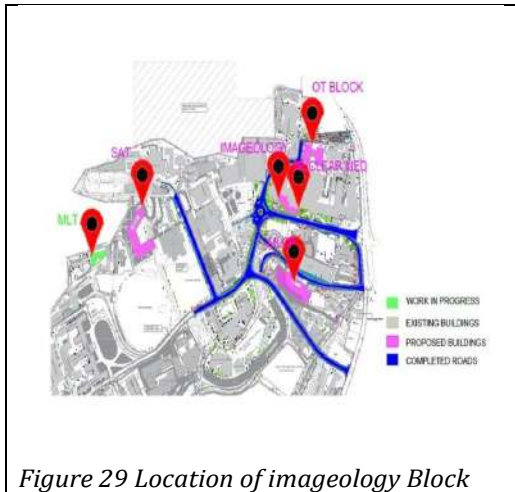 OT BLOCK
SAT
IMAGEOLOGY
MLT
WORK IN PROGRESS
EXISTING BUILDINGS
PROPOSED BUILDINGS
COMPLETED ROADS
Figure 29 Location of imageology Block